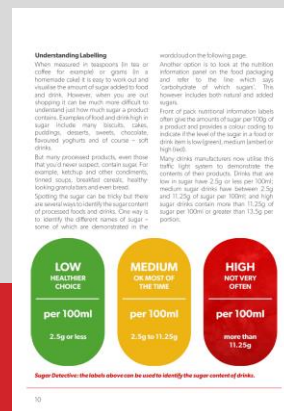 Understanding Labelling
When measured in teaspoons (in tea or
coffee for example) or grams (in a
homemade cake) it is easy to work out and
visualise the amount of sugar added to food
and drink. However, when you are out
shopping it can be much more difficult to
understand just how much sugar a product
contains. Examples of food and drink high in
sugar include many biscuits, cakes,
puddings, desserts, sweets, chocolate,
flavoured yoghurts and of course – soft
drinks.
But many processed products, even those
that you'd never suspect, contain sugar. For
example, ketchup and other condiments,
tinned soups, breakfast cereals, healthy-
looking granola bars and even bread.
Spotting the sugar can be tricky but there
are several ways to identify the sugar content
of processed foods and drinks. One way is
to identify the different names of sugar –
some of which are demonstrated in the
wordcloud on the following page.
Another option is to look at the nutrition
information panel on the food packaging
and refer to the line which says
'carbohydrate of which sugars'. This
however includes both natural and added
sugars.
Front of pack nutritional information labels
often give the amounts of sugar per 100g of
a product and provides a colour coding to
indicate if the level of the sugar in a food or
drink item is low (green), medium (amber) or
high (red).
Many drinks manufacturers now utilise this
traffic light system to demonstrate the
contents of their products. Drinks that are
low in sugar have 2.5g or less per 100ml;
medium sugar drinks have between 2.5g
and 11.25g of sugar per 100ml; and high
sugar drinks contain more than 11.25g of
sugar per 100ml or greater than 13.5g per
portion.
LOW
HEALTHIER
CHOICE
per 100ml
2.5g or less
MEDIUM
OK MOST OF
THE TIME
per 100ml
2.5g to 11.25g
HIGH
NOT VERY
OFTEN
per 100ml
more than
11.25g
Sugar Detective: the labels above can be used to identify the sugar content of drinks.
10